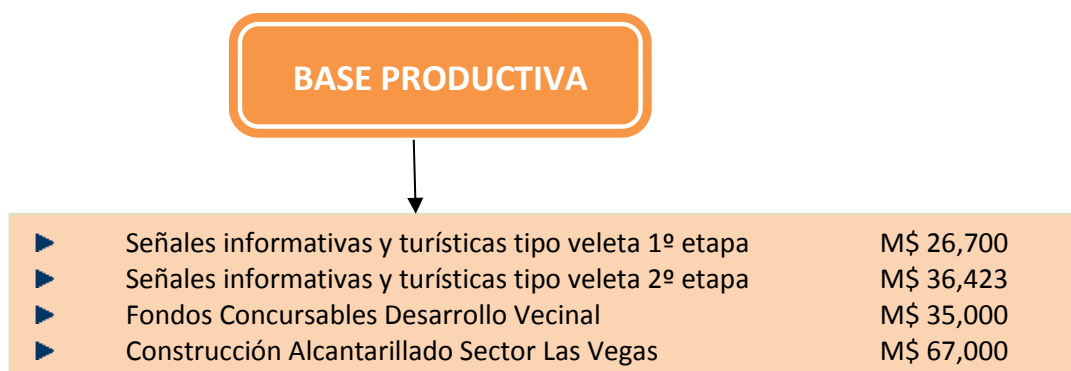 BASE PRODUCTIVA
Señales informativas y turísticas tipo veleta 1º etapa M$ 26,700
Señales informativas y turísticas tipo veleta 2º etapa M$ 36,423
Fondos Concursables Desarrollo Vecinal M$ 35,000
Construcción Alcantarillado Sector Las Vegas M$ 67,000